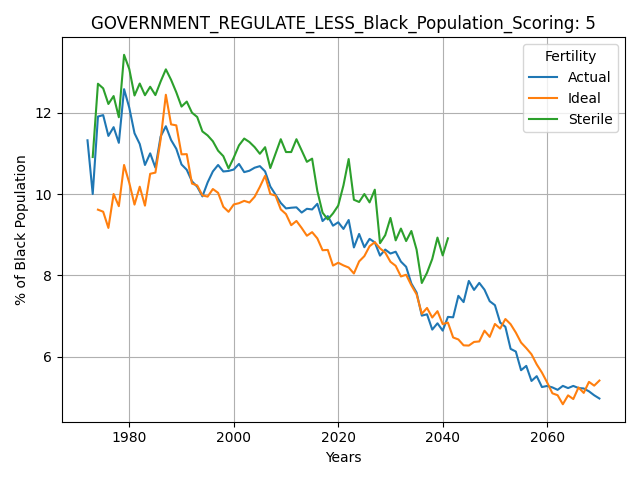 GOVERNMENT_REGULATE_LESS_Black_Population_Scoring: 5
Fertility
Actual
Ideal
Sterile
% of Black Population
12
10
8
6
1980
2000
2020
2040
2060
Years